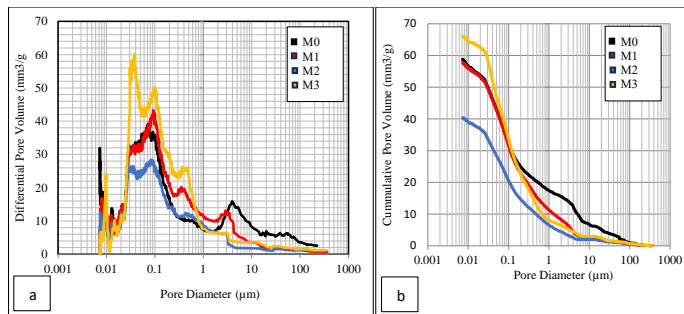 70
60
50
40
30
20
10
0
0.001
0.01
0.1
1
10
100
1000
Differential Pore Volume (mm3/g
Pore Diameter (µm)
M0
M1
M2
M3
a
70
60
50
40
30
20
10
0
0.001
0.01
0.1
1
10
100
1000
Cummulative Pore Volume (mm3/g)
Pore Diameter (µm)
M0
M1
M2
M3
b